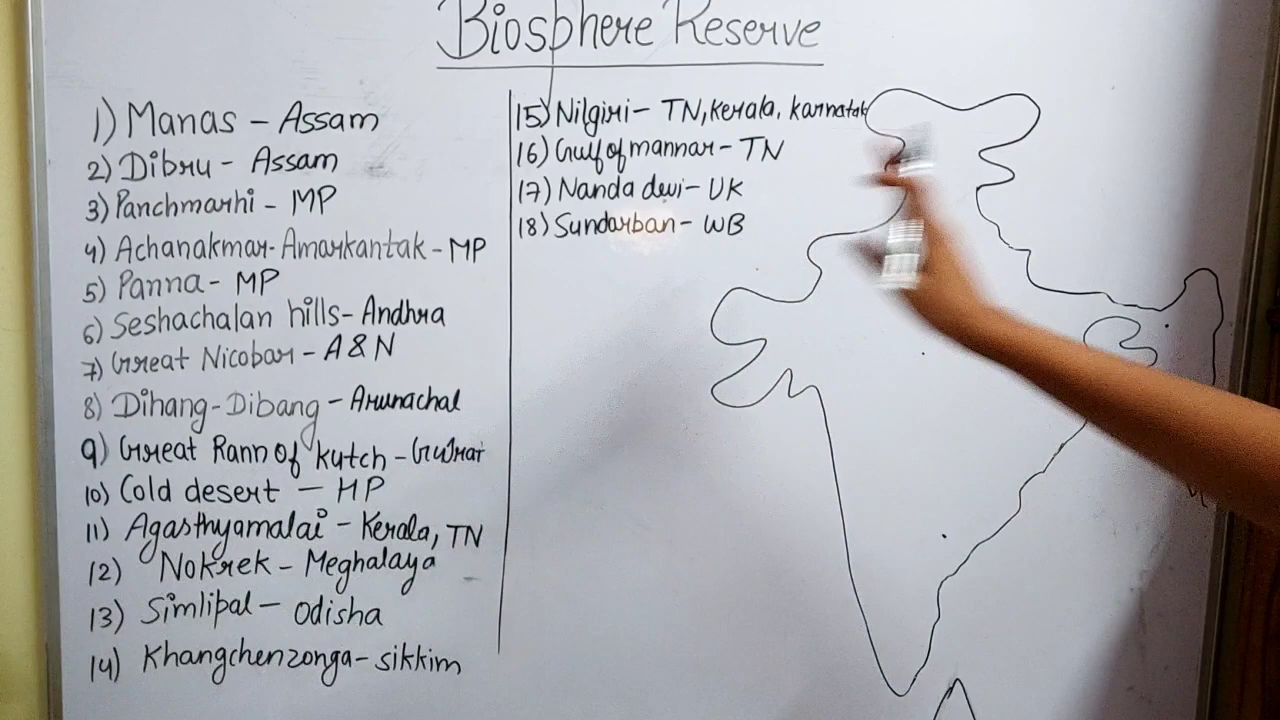 Biosphere Reserve
1) Manas - Assam
2) Dibru - Assam
3) Panchmarhi - MP
4) Achanakmar-Amarkantak - MP
5) Panna - MP
6) Seshachalan hills - Andhra
7) Great Nicobar - A & N
8) Dihang-Dibang - Arunachal
9) Great Rann Of kutch - Gujrat
10) Cold desert - HP
11) Agasthyamalai - Kerala, TN
12) Nokrek - Meghalaya
13) Simlipal - Odisha
14) Khangchenzonga - sikkim
15) Nilgiri - TN, Kerala, Karnatak
16) Gulf of mannar - TN
17) Nanda devi - UK
18) Sundarban - WB